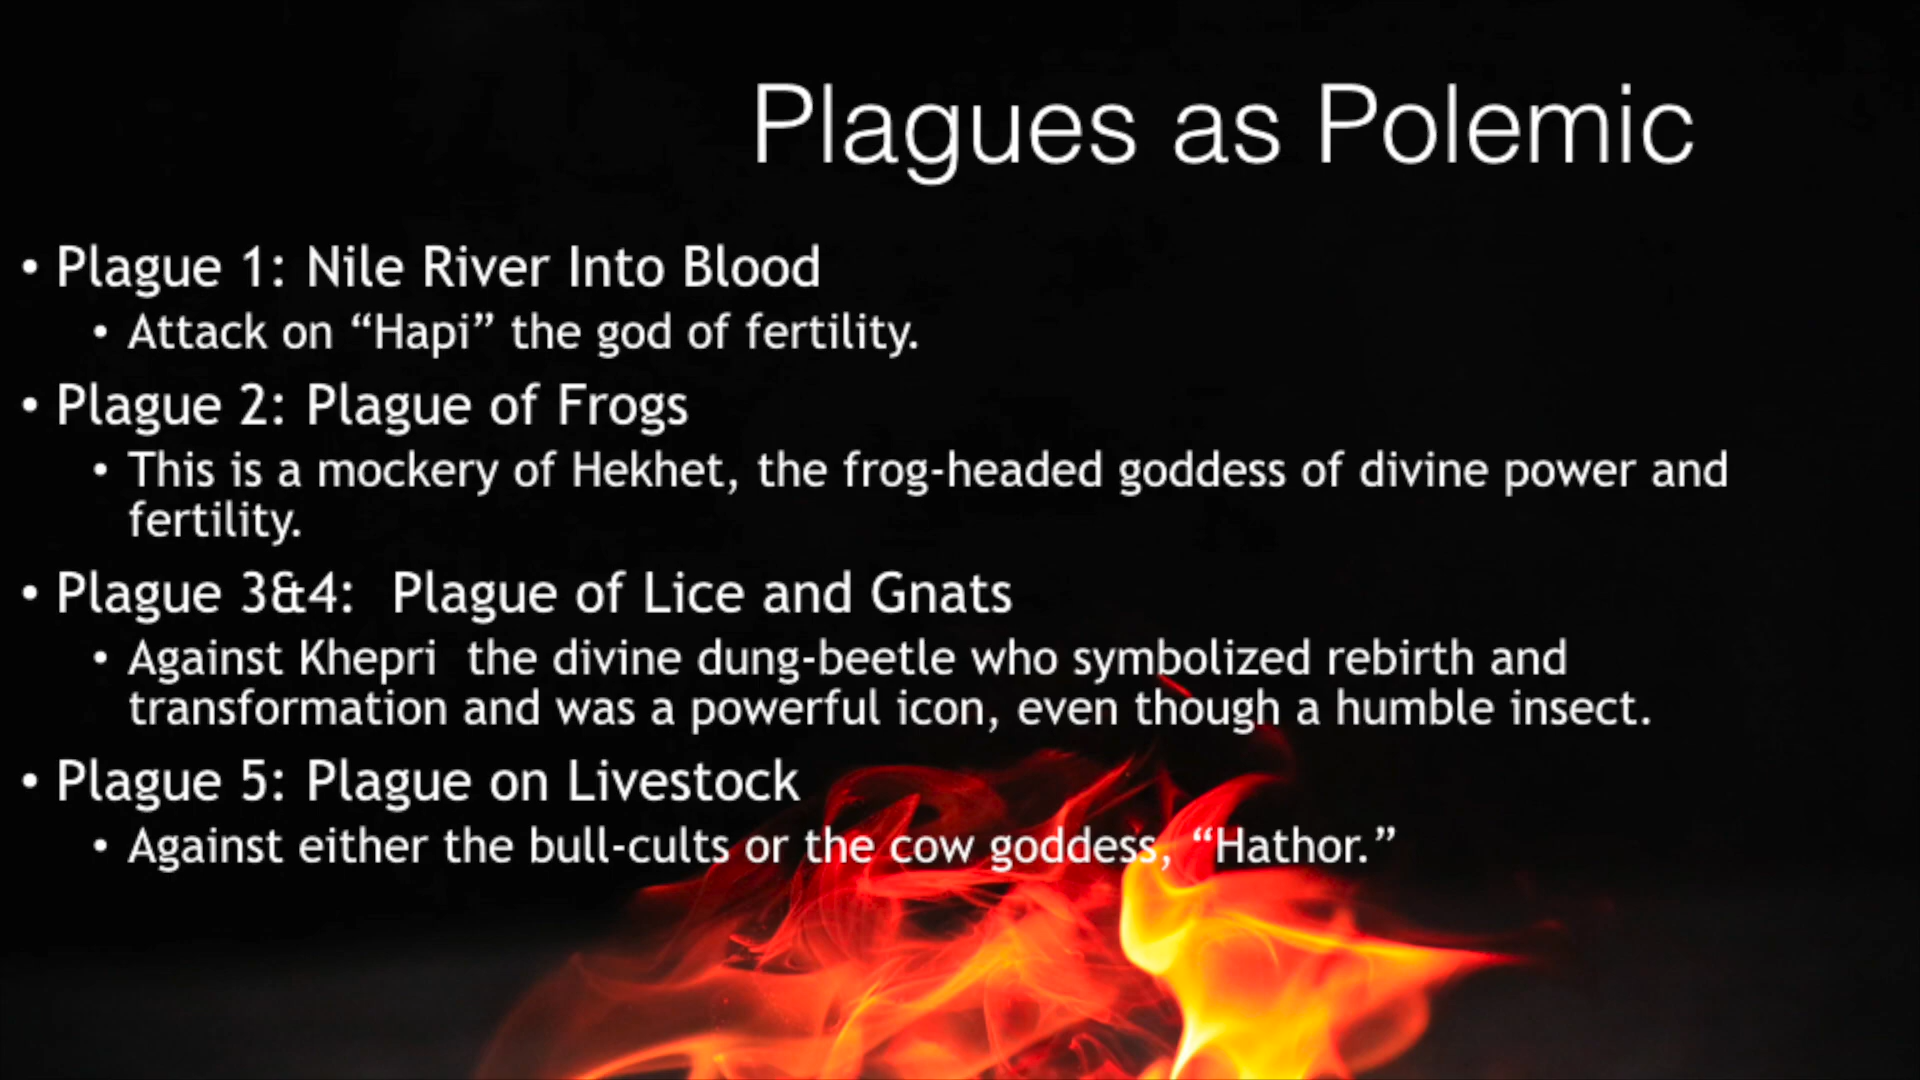 Plagues as Polemic
• Plague 1: Nile River Into Blood
• Attack on “Hapi” the god of fertility.
• Plague 2: Plague of Frogs
• This is a mockery of Hekhet, the frog-headed goddess of divine power and
fertility.
• Plague 3&4:  Plague of Lice and Gnats
• Against Khepri  the divine dung-beetle who symbolized rebirth and
transformation and was a powerful icon, even though a humble insect.
• Plague 5: Plague on Livestock
• Against either the bull-cults or the cow goddess, “Hathor.”